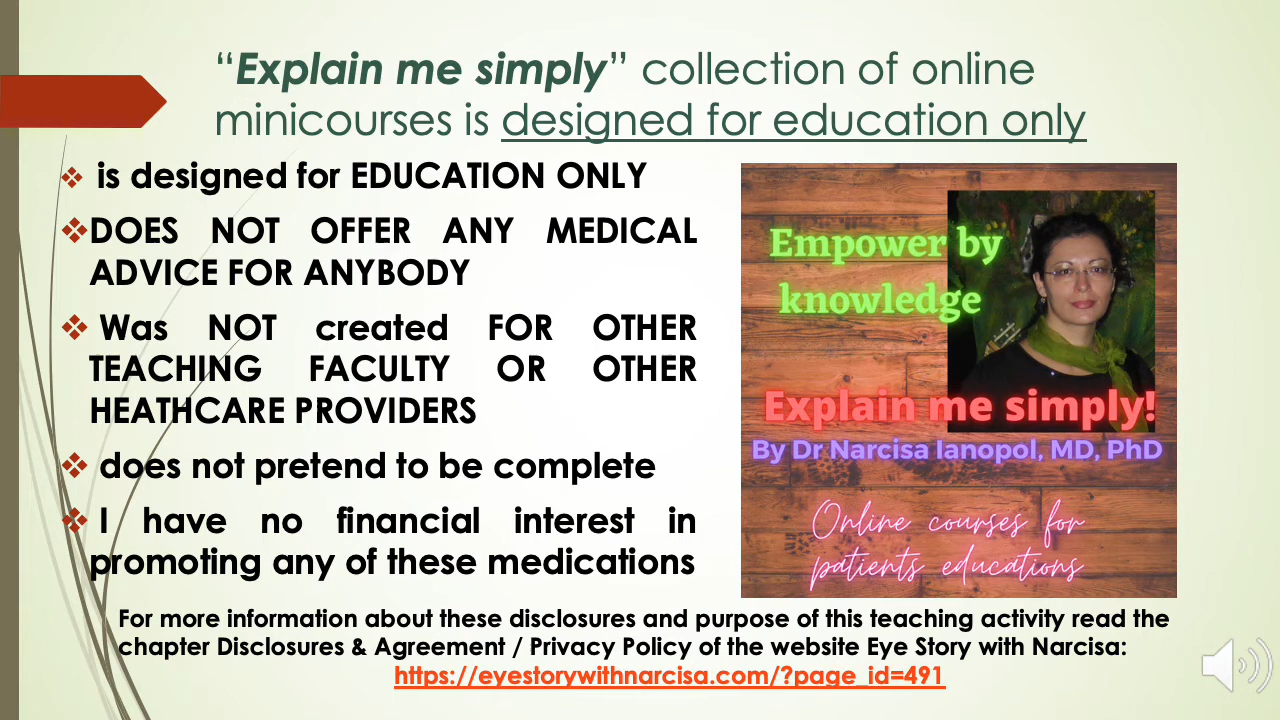 “Explain me simply” collection of online
minicourses is designed for education only
❖ is designed for EDUCATION ONLY
❖DOES NOT OFFER ANY MEDICAL
ADVICE FOR ANYBODY
❖ Was NOT created FOR OTHER
TEACHING FACULTY OR OTHER
HEATHCARE PROVIDERS
❖ does not pretend to be complete
❖ I have no financial interest in
promoting any of these medications
Empower by
knowledge
Explain me simply!
By Dr Narcisa Ianopol, MD, PhD
Online courses for
patients educations
For more information about these disclosures and purpose of this teaching activity read the
chapter Disclosures & Agreement / Privacy Policy of the website Eye Story with Narcisa:
https://eyestorywithnarcisa.com/?page_id=491